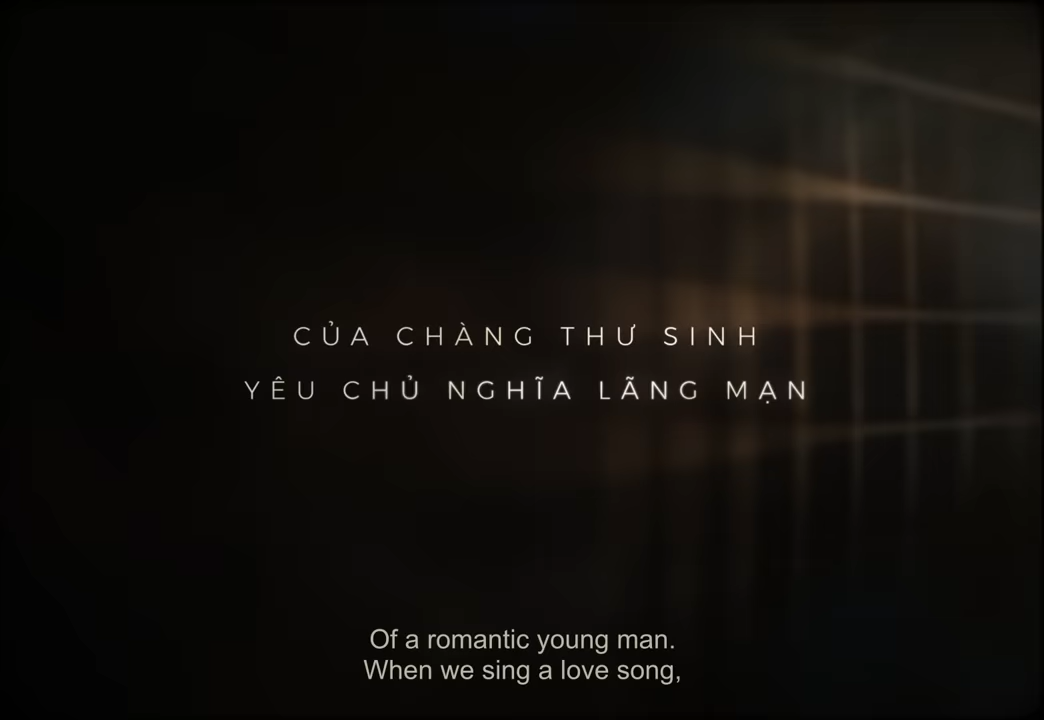 CỦA CHÀNG THƯ SINH
YÊU CHỦ NGHĨA LÃNG MẠN
Of a romantic young man.
When we sing a love song,